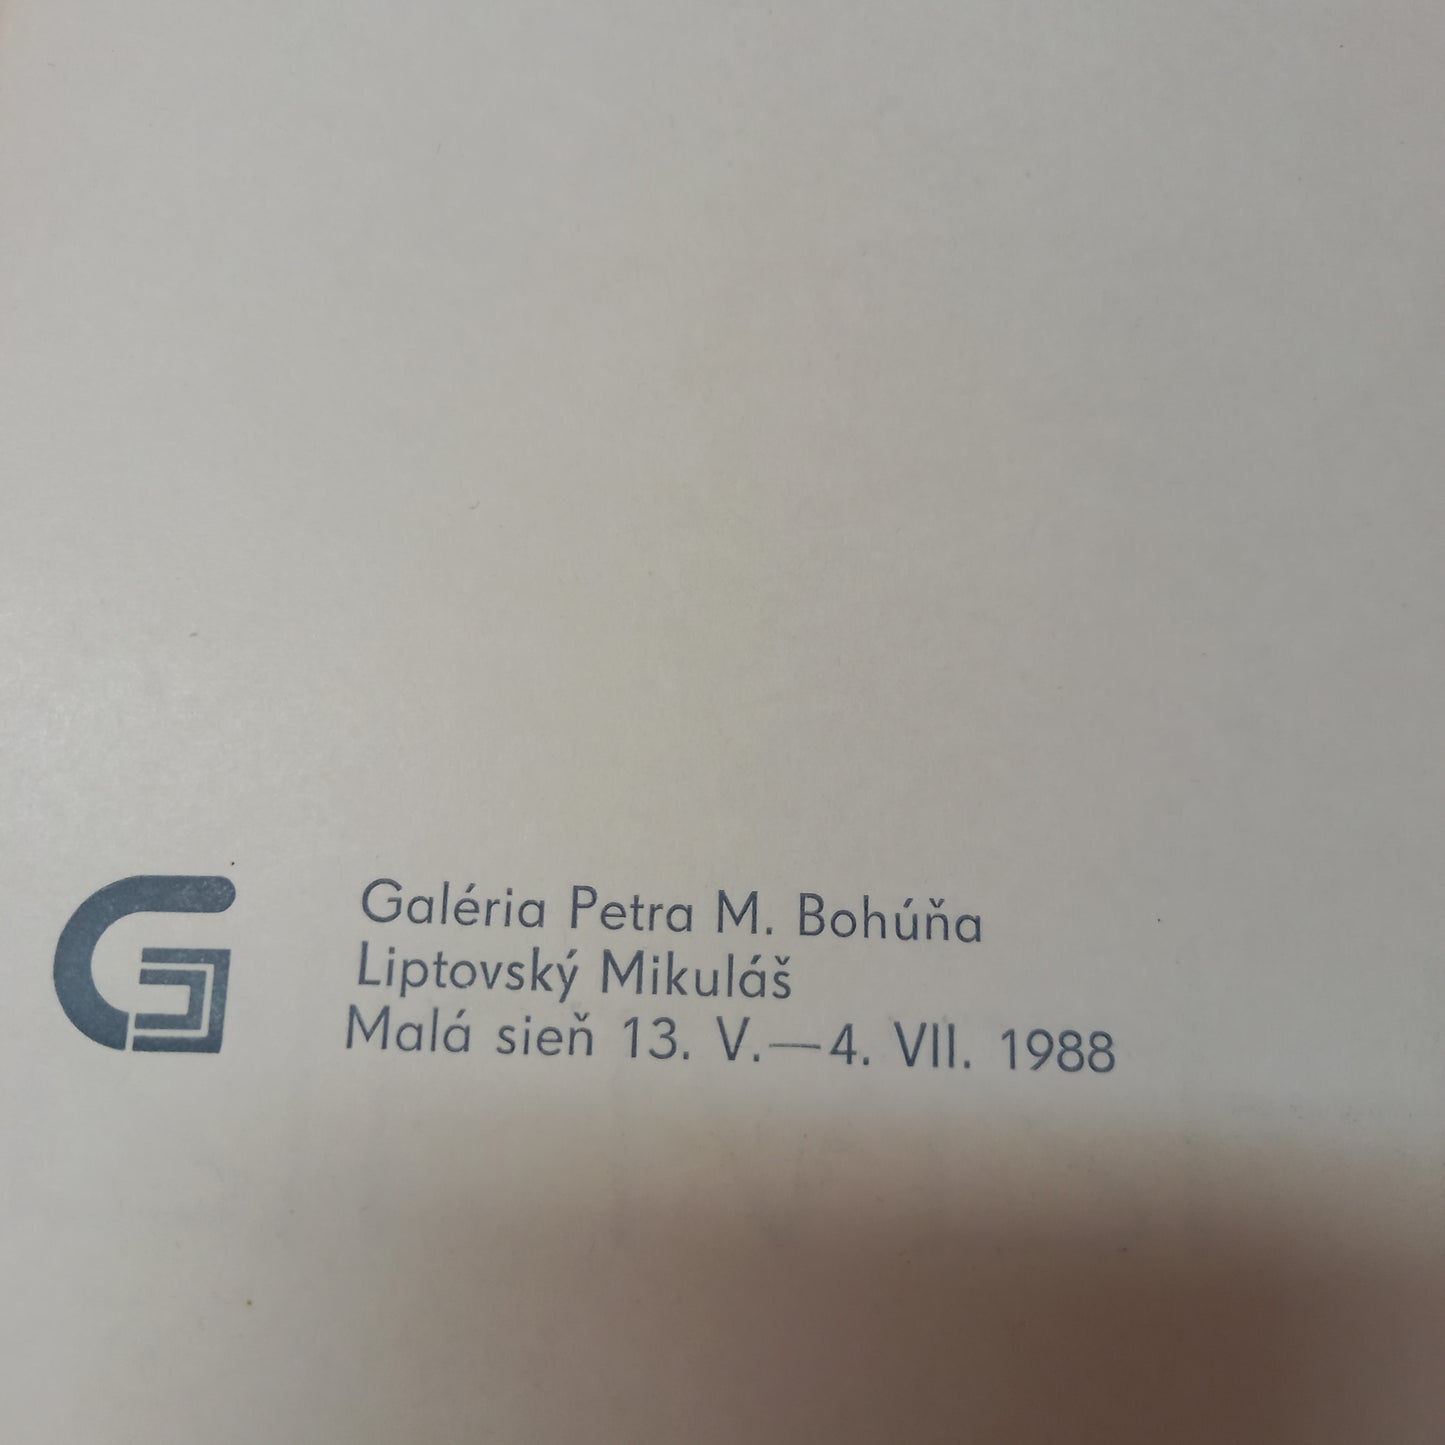 Galéria Petra M. Bohúňa
Liptovský Mikuláš
Malá sieň 13. V.—4. VII. 1988